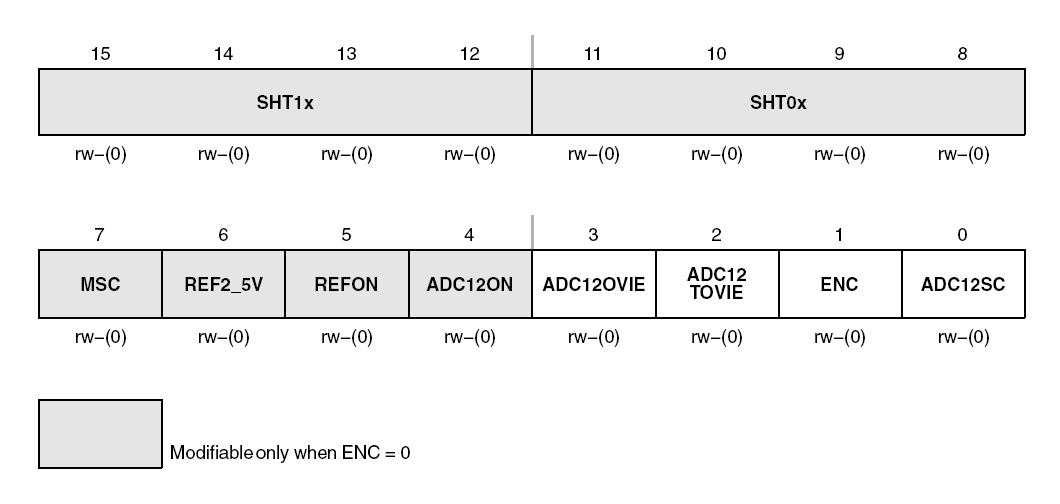 15 14 13 12 11 10 9 8
SHT1x SHT0x
rw−(0) rw−(0) rw−(0) rw−(0) rw−(0) rw−(0) rw−(0) rw−(0)
7 6 5 4 3 2 1 0
MSC REF2_5V REFON ADC12ON ADC12OVIE ADC12
TOVIE ENC ADC12SC
rw−(0) rw−(0) rw−(0) rw−(0) rw−(0) rw−(0) rw−(0) rw−(0)
Modifiable only when ENC = 0